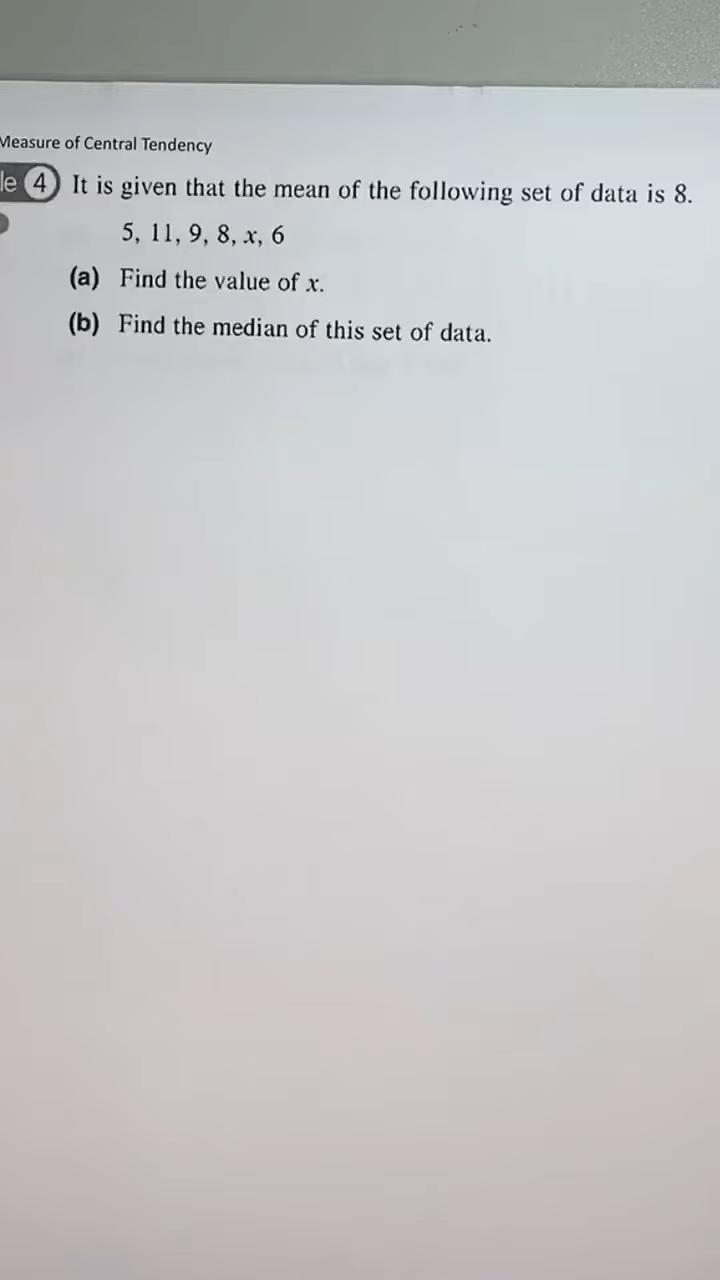 Measure of Central Tendency
le 4 It is given that the mean of the following set of data is 8.
5, 11, 9, 8, x, 6
(a) Find the value of x.
(b) Find the median of this set of data.